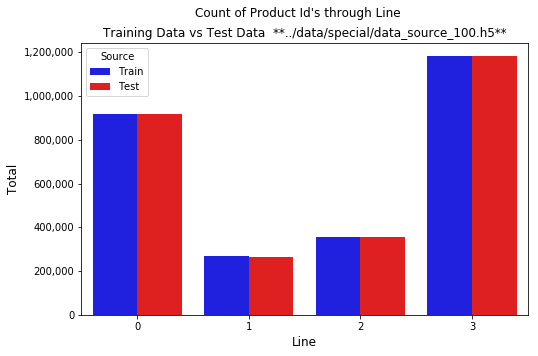 Count of Product Id's through Line
Training Data vs Test Data  **../data/special/data_source_100.h5**
Source
Train
Test
1,200,000
1,000,000
800,000
600,000
400,000
200,000
0
Total
0
1
2
3
Line